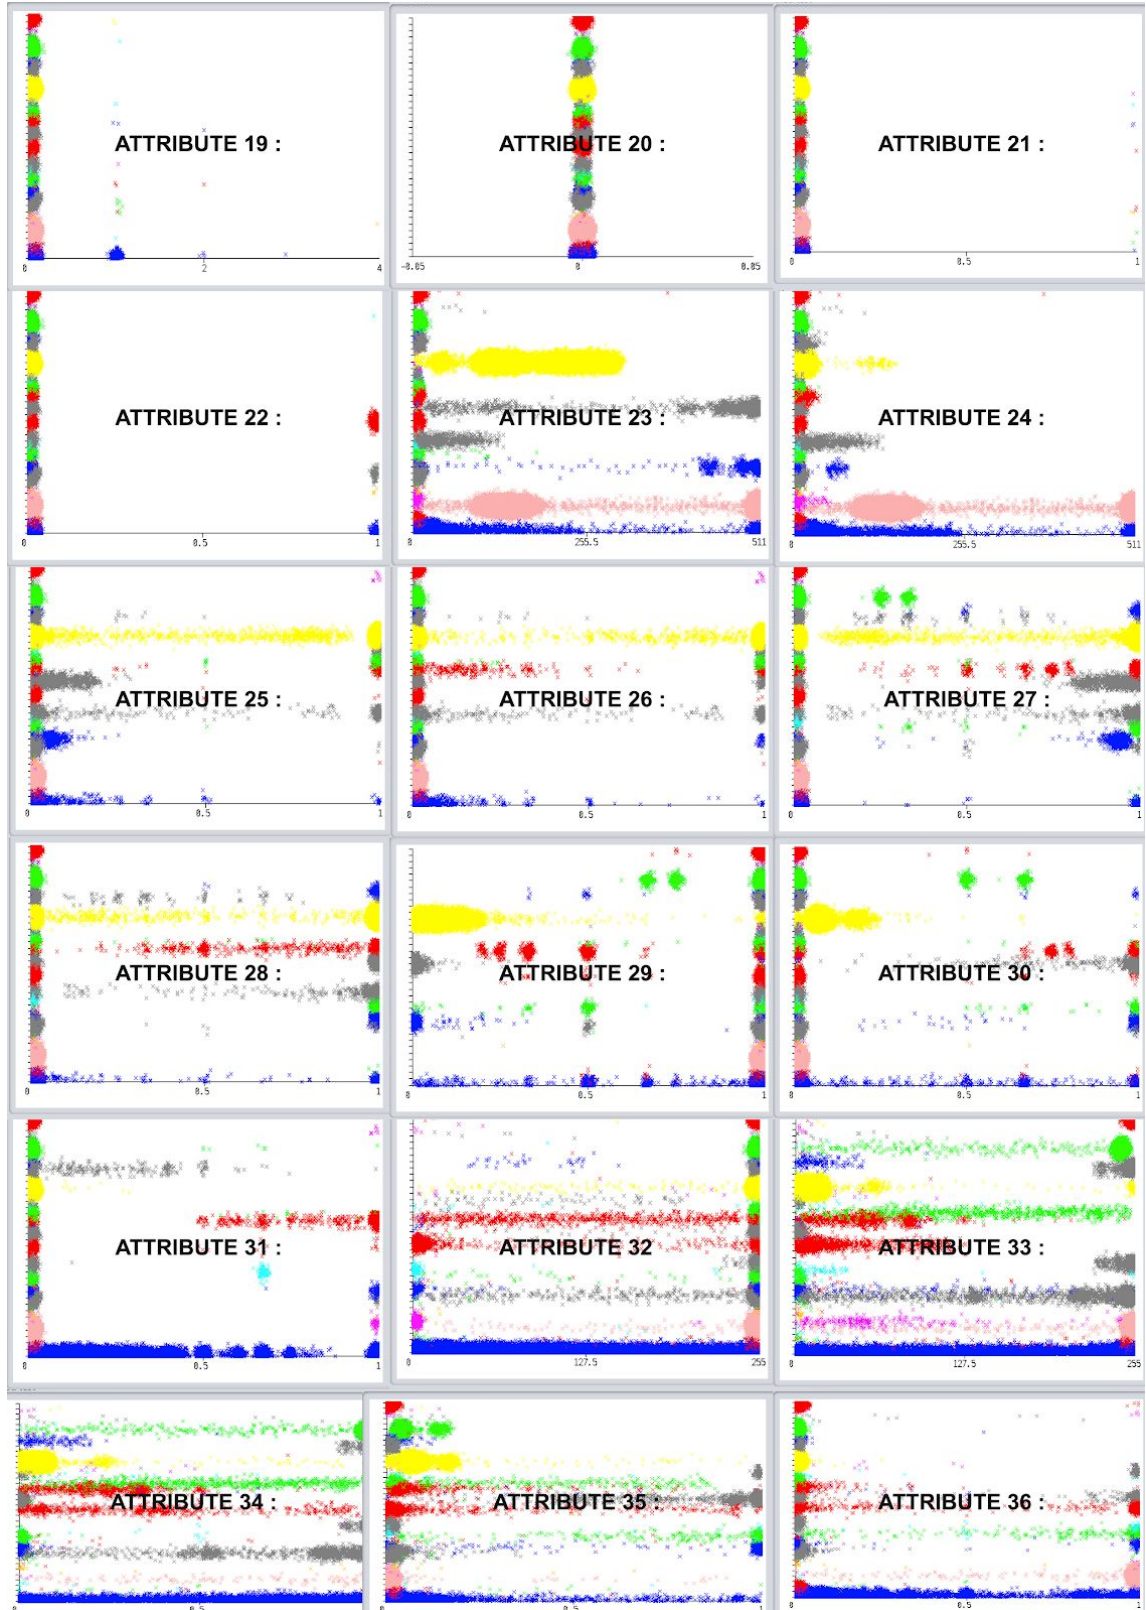 ATTRIBUTE 19 :
0 2 4
ATTRIBUTE 20 :
-0.05 0 0.05
ATTRIBUTE 21 :
0 0.5 1
ATTRIBUTE 22 :
0 0.5 1
ATTRIBUTE 23 :
0 255.5 511
ATTRIBUTE 24 :
0 255.5 511
ATTRIBUTE 25 :
0 0.5 1
ATTRIBUTE 26 :
0 0.5 1
ATTRIBUTE 27 :
0 0.5 1
ATTRIBUTE 28 :
0 0.5 1
ATTRIBUTE 29 :
0 0.5 1
ATTRIBUTE 30 :
0 0.5 1
ATTRIBUTE 31 :
0 0.5 1
ATTRIBUTE 32
0 127.5 255
ATTRIBUTE 33 :
0 127.5 255
ATTRIBUTE 34 :
ATTRIBUTE 35 :
ATTRIBUTE 36 :